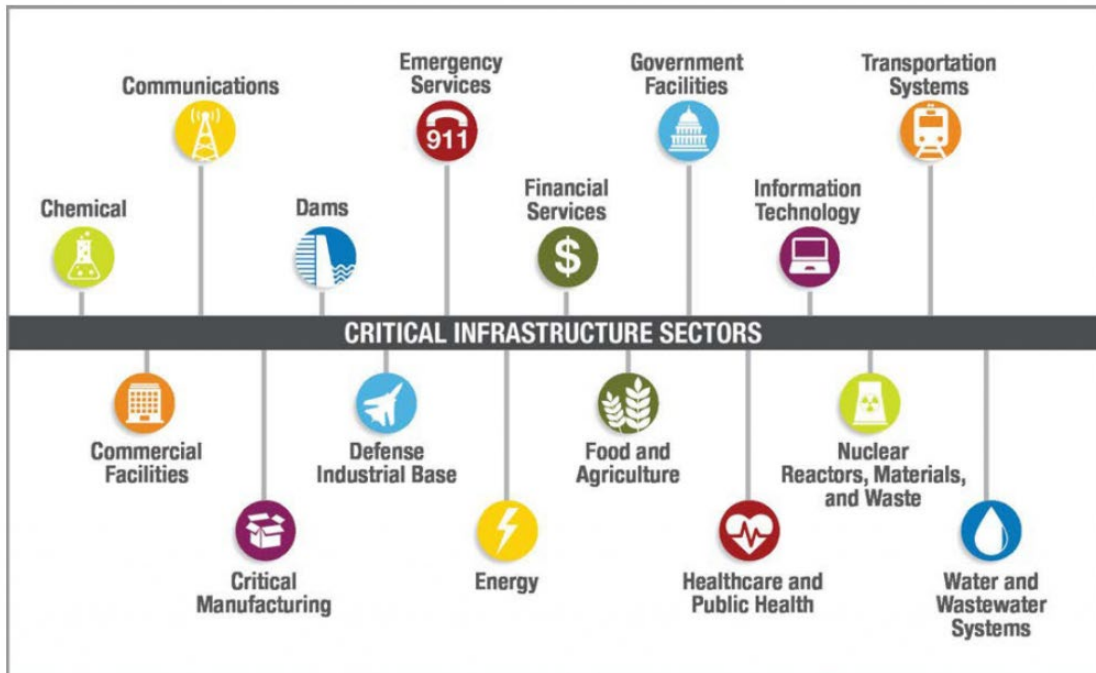 Communications
Emergency
Services
Government
Facilities
Transportation
Systems
911
Chemical
Dams
Financial
Services
$
Information
Technology
CRITICAL INFRASTRUCTURE SECTORS
Commercial
Facilities
Defense
Industrial Base
Food and
Agriculture
Nuclear
Reactors, Materials,
and Waste
Critical
Manufacturing
Energy
Healthcare and
Public Health
Water and
Wastewater
Systems